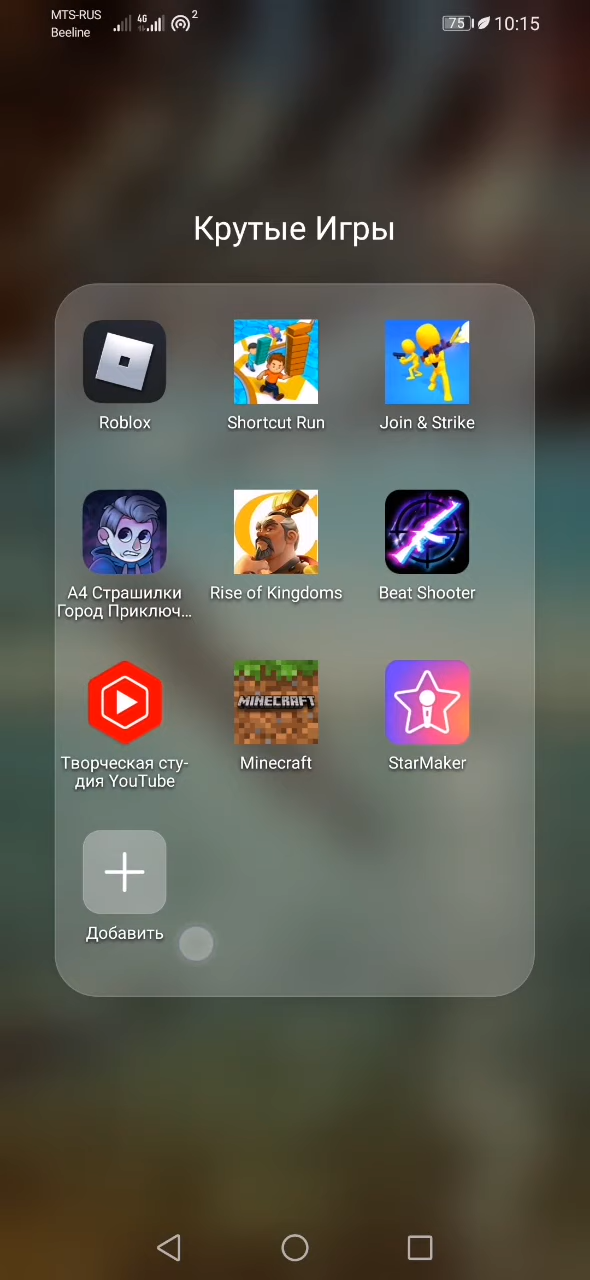 MTS-RUS
Beeline
4G
2
75
10:15
Крутые Игры
Roblox
Shortcut Run
Join & Strike
А4 Страшилки
Город Приключ...
Rise of Kingdoms
Beat Shooter
Творческая сту-
дия YouTube
MINECRAFT
Minecraft
StarMaker
Добавить